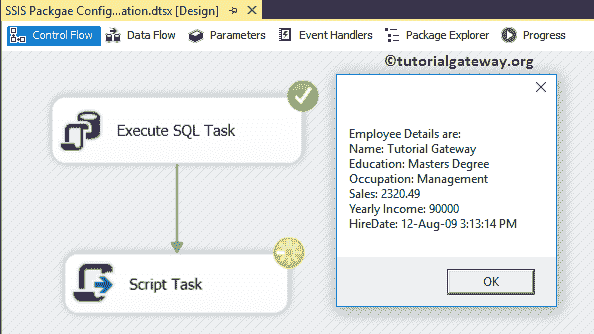 SSIS Packgae Config...ation.dtsx [Design]
Control Flow
Data Flow
Parameters
Event Handlers
Package Explorer
Progress
©tutorialgateway.org
Execute SQL Task
Script Task
Employee Details are:
Name: Tutorial Gateway
Education: Masters Degree
Occupation: Management
Sales: 2320.49
Yearly Income: 90000
HireDate: 12-Aug-09 3:13:14 PM
OK